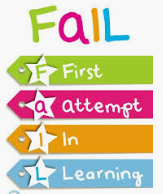 FaiL
F First
a attempt
I In
L Learning